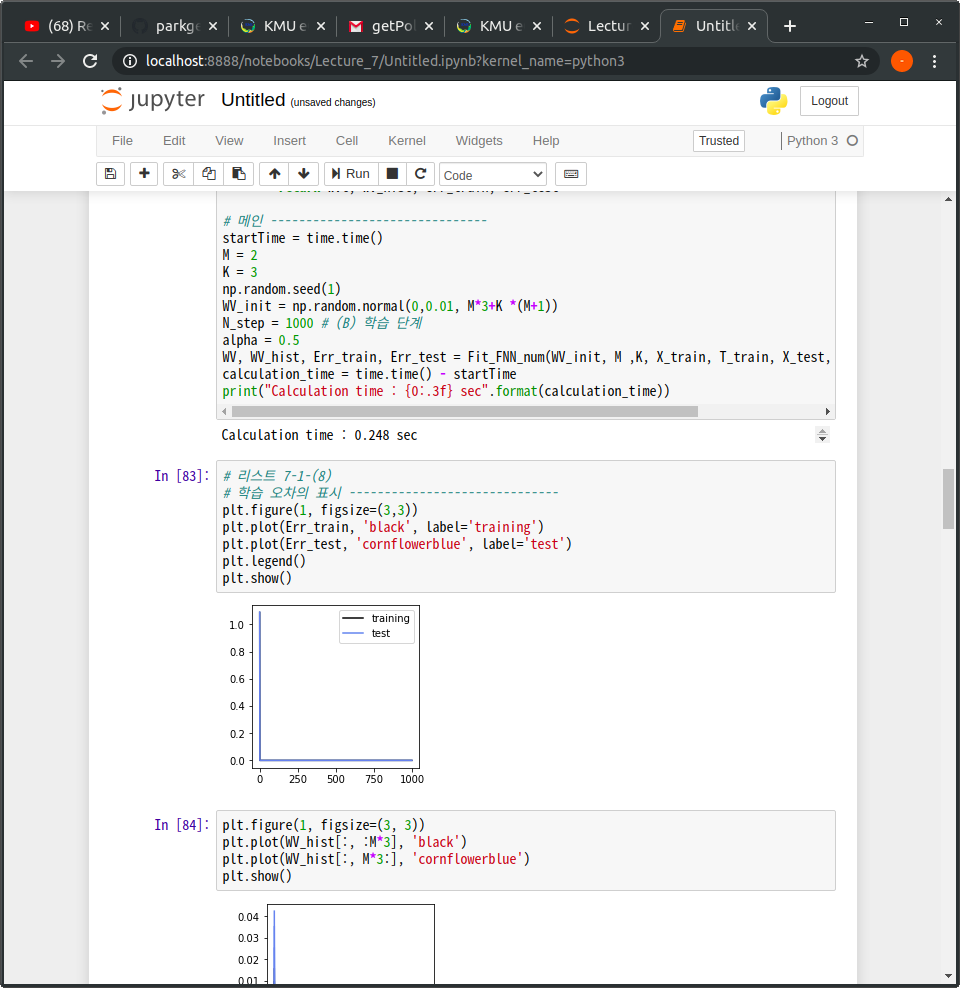 (68) Re
parkge
KMU e
getPol
KMU e
Lectur
Untitle
localhost:8888/notebooks/Lecture_7/Untitled.ipynb?kernel_name=python3
jupyter Untitled (unsaved changes)
Logout
File Edit View Insert Cell Kernel Widgets Help
Trusted
Python 3
Run
Code
# 메인 -------------------------------
startTime = time.time()
M = 2
K = 3
np.random.seed(1)
WV_init = np.random.normal(0,0.01, M*3+K *(M+1))
N_step = 1000 # (B) 학습 단계
alpha = 0.5
WV, WV_hist, Err_train, Err_test = Fit_FNN_num(WV_init, M ,K, X_train, T_train, X_test,
calculation_time = time.time() - startTime
print("Calculation time : {0:.3f} sec".format(calculation_time))
Calculation time : 0.248 sec
In [83]:
# 리스트 7-1-(8)
# 학습 오차의 표시 ------------------------------
plt.figure(1, figsize=(3,3))
plt.plot(Err_train, 'black', label='training')
plt.plot(Err_test, 'cornflowerblue', label='test')
plt.legend()
plt.show()
training
test
1.0
0.8
0.6
0.4
0.2
0.0
0 250 500 750 1000
In [84]:
plt.figure(1, figsize=(3, 3))
plt.plot(WV_hist[:, :M*3], 'black')
plt.plot(WV_hist[:, M*3:], 'cornflowerblue')
plt.show()
0.04
0.03
0.02
0.01